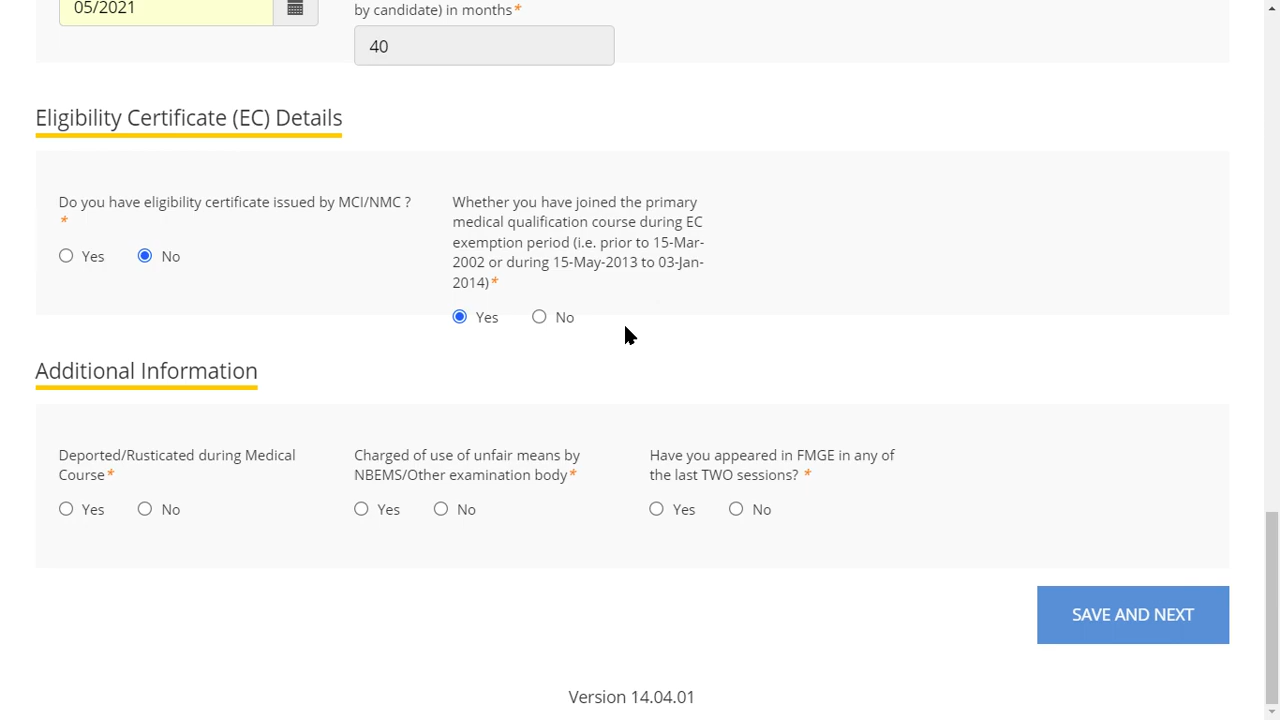 05/2021
by candidate) in months*
40
Eligibility Certificate (EC) Details
Do you have eligibility certificate issued by MCI/NMC ?
*
Yes No
Whether you have joined the primary
medical qualification course during EC
exemption period (i.e. prior to 15-Mar-
2002 or during 15-May-2013 to 03-Jan-
2014)*
Yes No
Additional Information
Deported/Rusticated during Medical
Course*
Yes No
Charged of use of unfair means by
NBEMS/Other examination body*
Yes No
Have you appeared in FMGE in any of
the last TWO sessions? *
Yes No
SAVE AND NEXT
Version 14.04.01